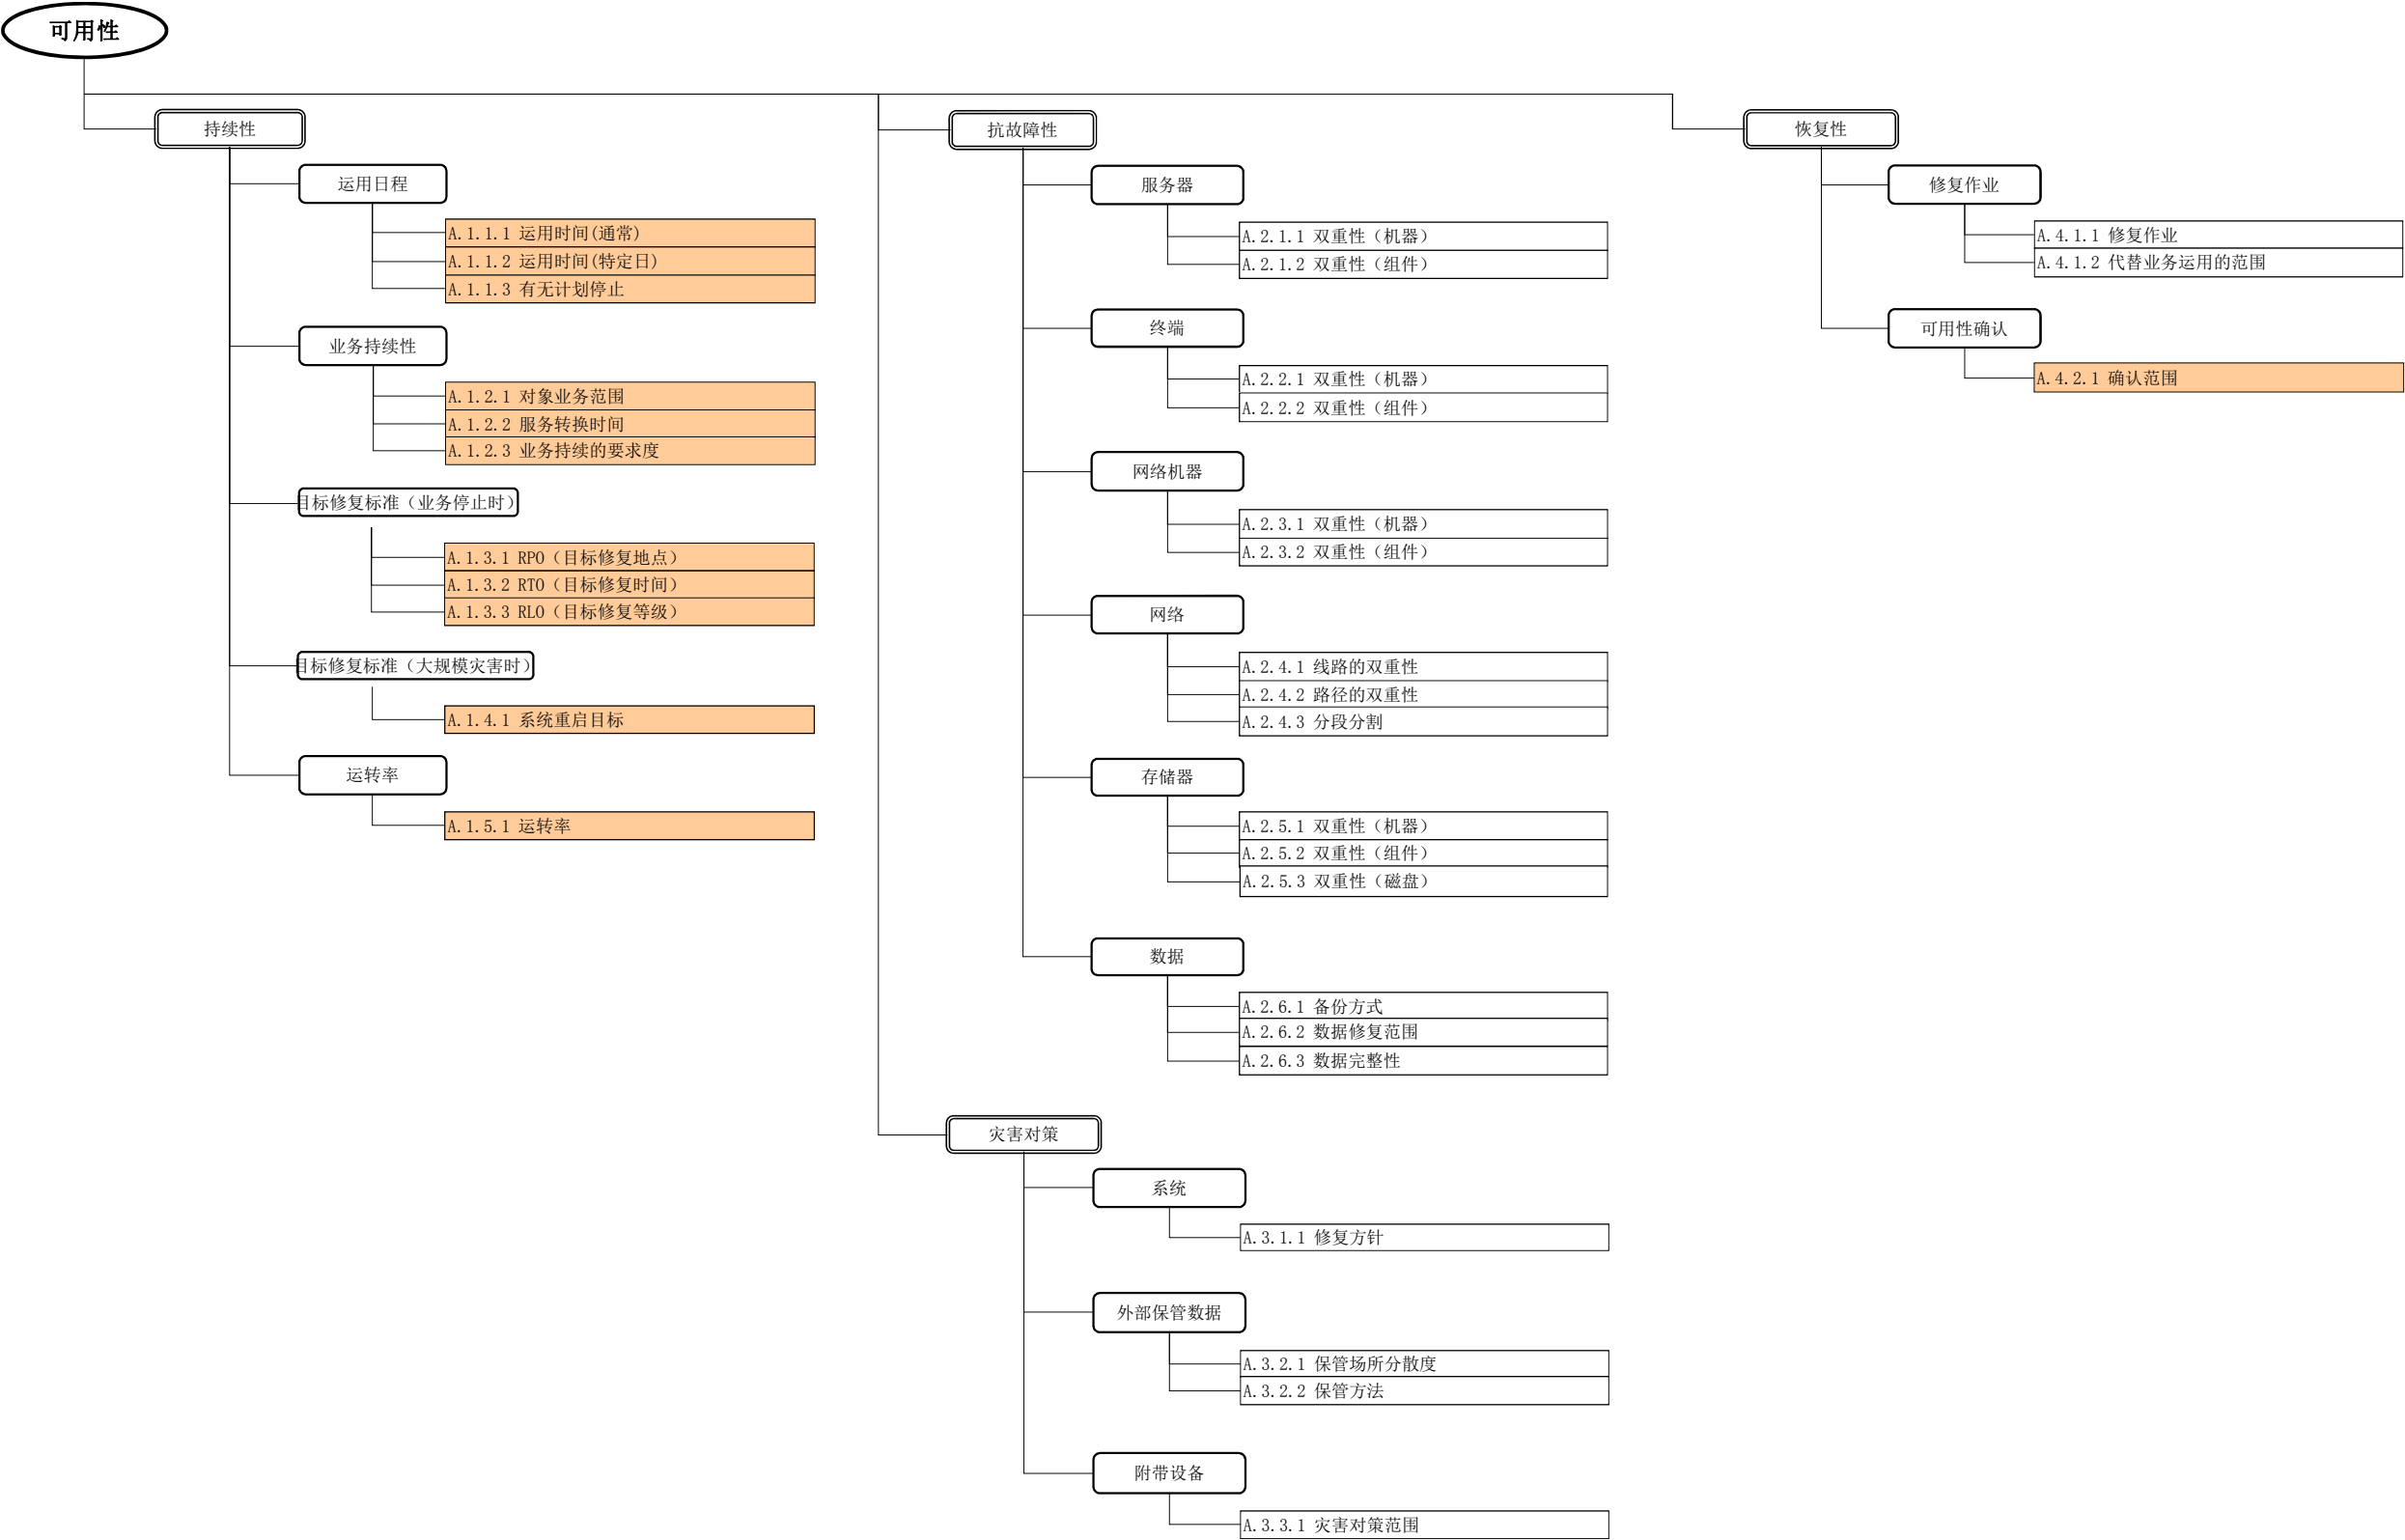 可用性
持续性
运用日程
A.1.1.1 运用时间(通常)
A.1.1.2 运用时间(特定日)
A.1.1.3 有无计划停止
业务持续性
A.1.2.1 对象业务范围
A.1.2.2 服务转换时间
A.1.2.3 业务持续的要求度
目标修复标准（业务停止时）
A.1.3.1 RPO（目标修复地点）
A.1.3.2 RTO（目标修复时间）
A.1.3.3 RLO（目标修复等级）
目标修复标准（大规模灾害时）
A.1.4.1 系统重启目标
运转率
A.1.5.1 运转率
抗故障性
服务器
A.2.1.1 双重性（机器）
A.2.1.2 双重性（组件）
终端
A.2.2.1 双重性（机器）
A.2.2.2 双重性（组件）
网络机器
A.2.3.1 双重性（机器）
A.2.3.2 双重性（组件）
网络
A.2.4.1 线路的双重性
A.2.4.2 路径的双重性
A.2.4.3 分段分割
存储器
A.2.5.1 双重性（机器）
A.2.5.2 双重性（组件）
A.2.5.3 双重性（磁盘）
数据
A.2.6.1 备份方式
A.2.6.2 数据修复范围
A.2.6.3 数据完整性
灾害对策
系统
A.3.1.1 修复方针
外部保管数据
A.3.2.1 保管场所分散度
A.3.2.2 保管方法
附带设备
A.3.3.1 灾害对策范围
恢复性
修复作业
A.4.1.1 修复作业
A.4.1.2 代替业务运用的范围
可用性确认
A.4.2.1 确认范围